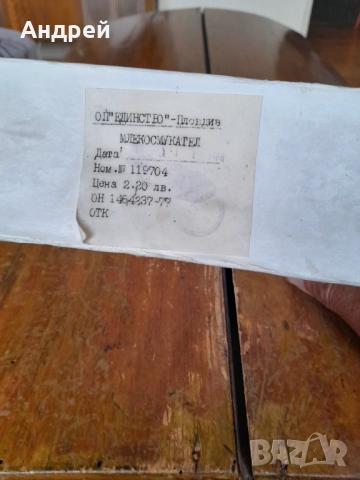 Андрей
ОП"ЕДИНСТВО"-Пловдив
МЛЕКОСМУКАТЕЛ
Дата
Ном.№ 119704
Цена 2.20 лв.
ОН 1464237-77
ОТК
BAZAR